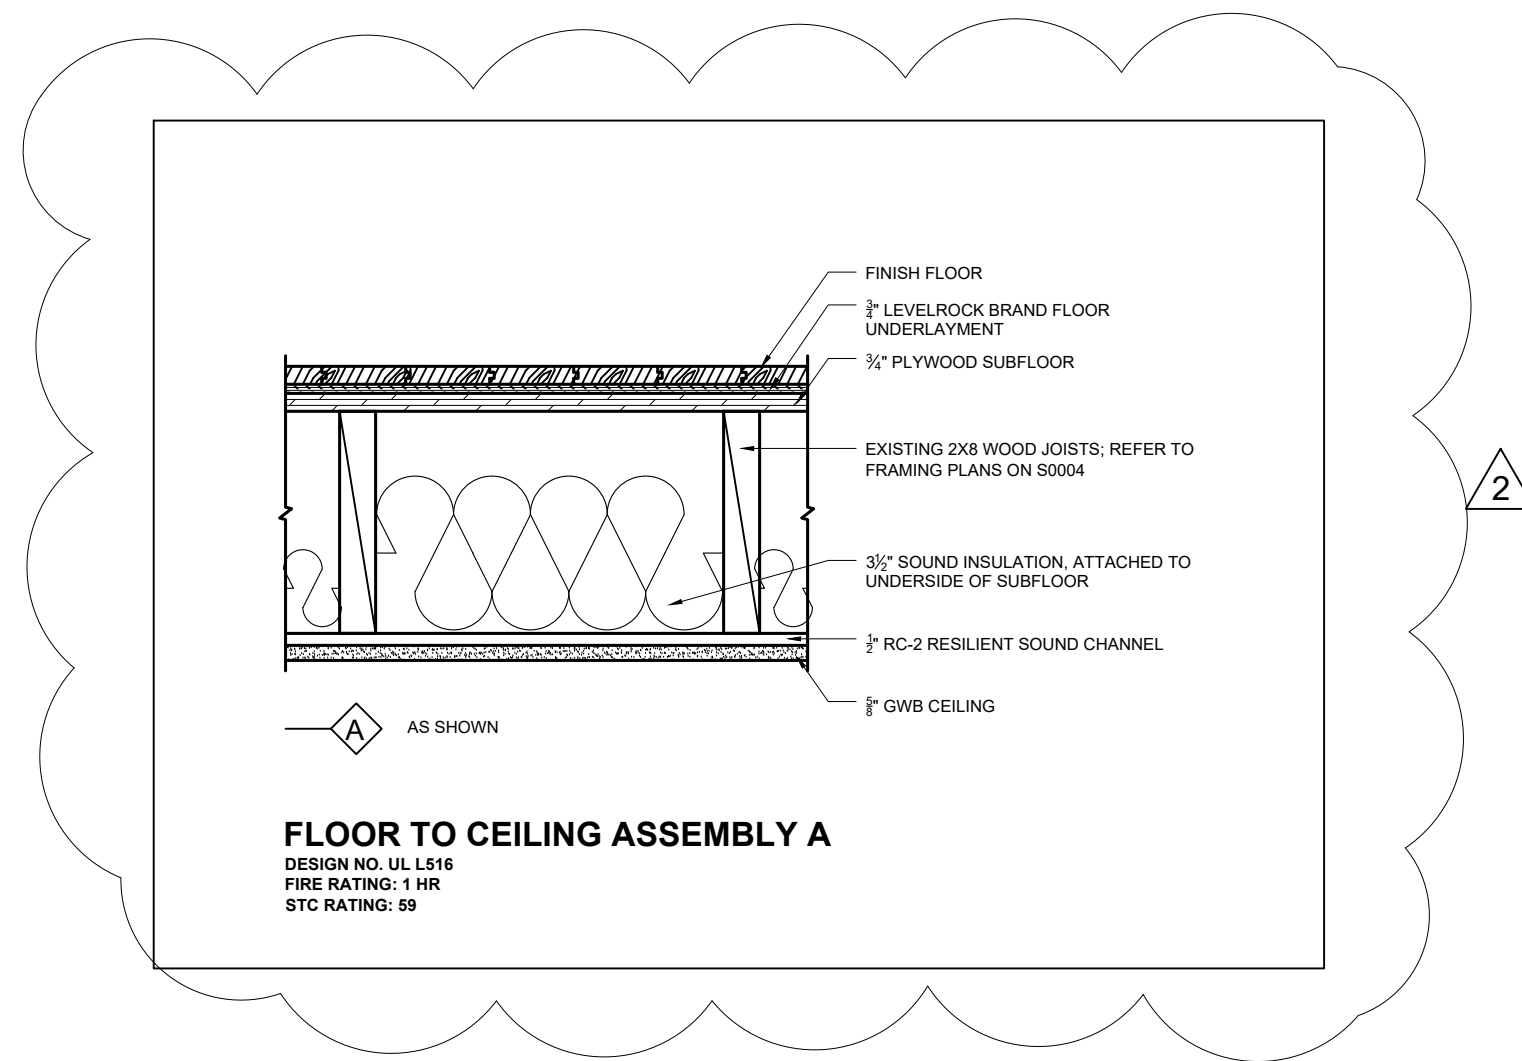 FINISH FLOOR
3/4" LEVELROCK BRAND FLOOR
UNDERLAYMENT
3/4" PLYWOOD SUBFLOOR
EXISTING 2X8 WOOD JOISTS; REFER TO
FRAMING PLANS ON S0004
2
3 1/2" SOUND INSULATION, ATTACHED TO
UNDERSIDE OF SUBFLOOR
1/2" RC-2 RESILIENT SOUND CHANNEL
5/8" GWB CEILING
A AS SHOWN
FLOOR TO CEILING ASSEMBLY A
DESIGN NO. UL L516
FIRE RATING: 1 HR
STC RATING: 59